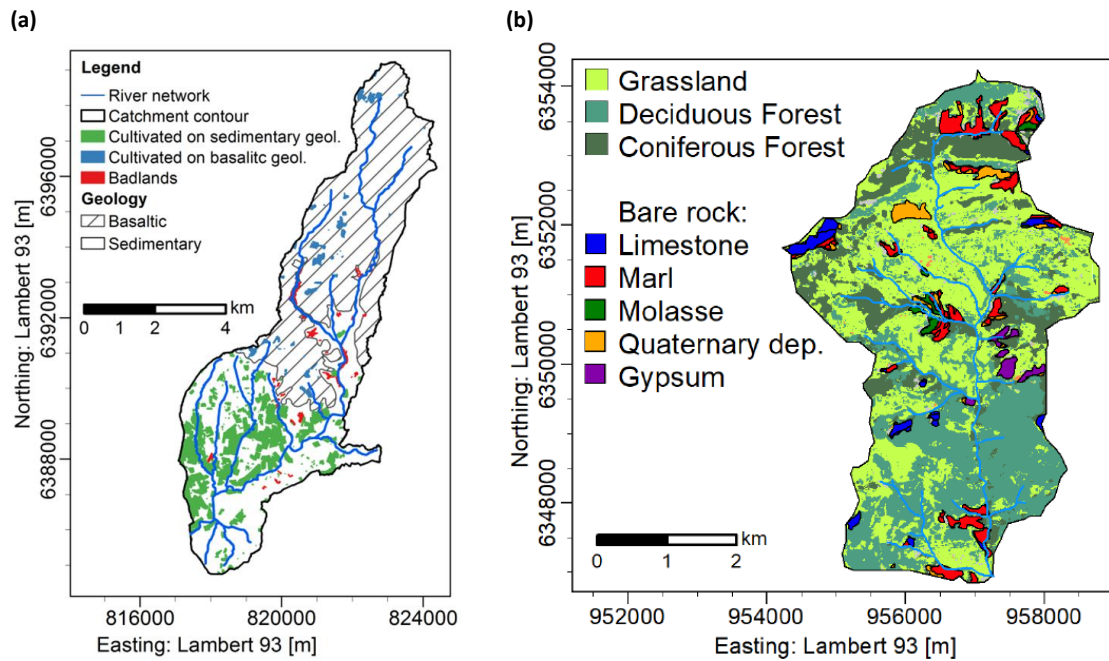 (a)
Legend
River network
Catchment contour
Cultivated on sedimentary geol.
Cultivated on basalitc geol.
Badlands
Geology
Basaltic
Sedimentary
0 1 2 4 km
6396000
6392000
6388000
Northing: Lambert 93 [m]
816000 820000 824000
Easting: Lambert 93 [m]
(b)
Grassland
Deciduous Forest
Coniferous Forest
Bare rock:
Limestone
Marl
Molasse
Quaternary dep.
Gypsum
0 1 2 km
6354000
6352000
6350000
6348000
Northing: Lambert 93 [m]
952000 954000 956000 958000
Easting: Lambert 93 [m]